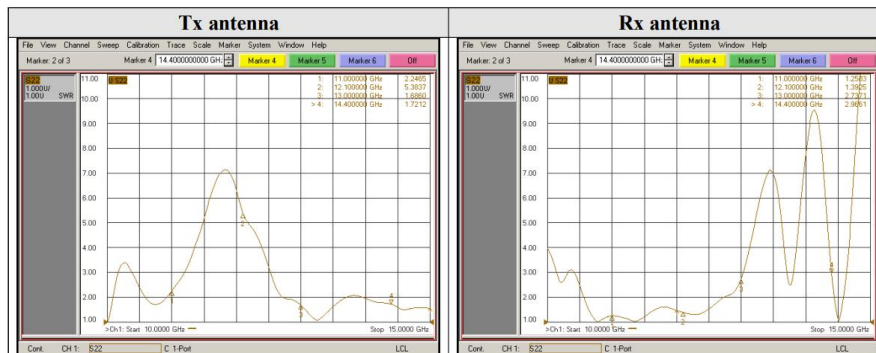 Tx antenna
Rx antenna
File View Channel Sweep Calibration Trace Scale Marker System Window Help
Marker: 2 of 3 Marker 4 14.4000000000 GHz Marker 4 Marker 5 Marker 6 Off
S22
1.000U/
1.00U SWR
11.00
10.00
9.00
8.00
7.00
6.00
5.00
4.00
3.00
2.00
1.00
S22
1: 11.000000 GHz 2.2465
2: 12.100000 GHz 5.3837
3: 13.000000 GHz 1.6860
> 4: 14.400000 GHz 1.7212
1
2
3
4
>Ch1: Start 10.0000 GHz
Stop 15.0000 GHz
Cont. CH 1: S22 C 1-Port LCL
File View Channel Sweep Calibration Trace Scale Marker System Window Help
Marker: 2 of 3 Marker 4 14.4000000000 GHz Marker 4 Marker 5 Marker 6 Off
S22
1.000U/
1.00U SWR
11.00
10.00
9.00
8.00
7.00
6.00
5.00
4.00
3.00
2.00
1.00
S22
1: 11.000000 GHz
2: 12.100000 GHz 1.3925
3: 13.000000 GHz 2.7371
> 4: 14.400000 GHz
1
2
3
4
>Ch1: Start 10.0000 GHz
Stop 15.0000 GHz
Cont. CH 1: S22 C 1-Port LCL